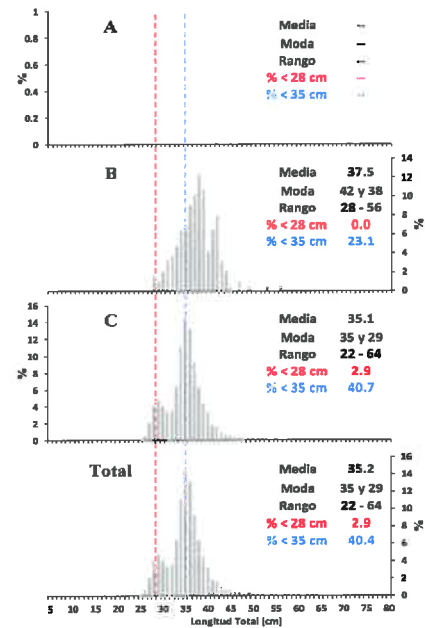 A
Media -
Moda -
Rango -
% < 28 cm -
% < 35 cm -
%
1
0.8
0.6
0.4
0.2
0
B
Media 37.5
Moda 42 y 38
Rango 28 - 56
% < 28 cm 0.0
% < 35 cm 23.1
14
12
10
8
6
4
2
0
%
C
Media 35.1
Moda 35 y 29
Rango 22 - 64
% < 28 cm 2.9
% < 35 cm 40.7
%
16
14
12
10
8
6
4
2
0
Total
Media 35.2
Moda 35 y 29
Rango 22 - 64
% < 28 cm 2.9
% < 35 cm 40.4
16
14
12
10
8
6
4
2
0
%
5 10 15 20 25 30 35 40 45 50 55 60 65 70 75 80
Longitud Total [cm]